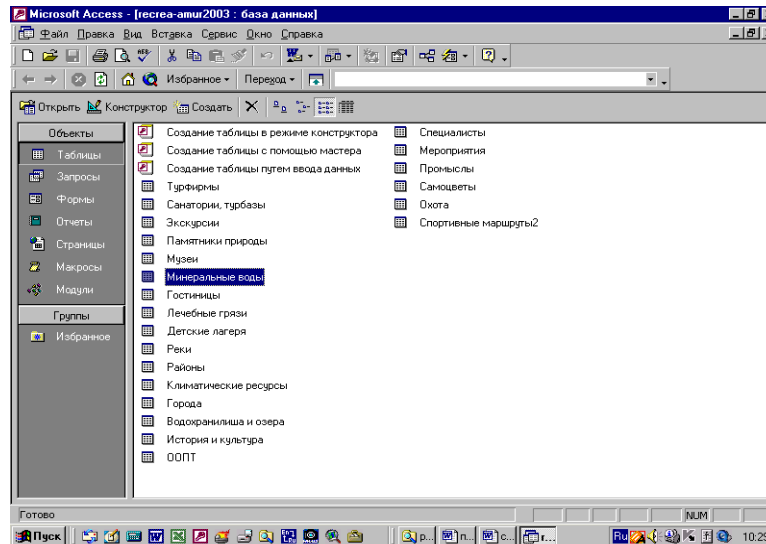 Microsoft Access - [recrea-amur2003 : база данных]
Файл Правка Вид Вставка Сервис Окно Справка
Избранное Переход
Открыть Конструктор Создать
Объекты
Таблицы
Запросы
Формы
Отчеты
Страницы
Макросы
Модули
Группы
Избранное
Создание таблицы в режиме конструктора
Создание таблицы с помощью мастера
Создание таблицы путем ввода данных
Турфирмы
Санатории, турбазы
Экскурсии
Памятники природы
Музеи
Минеральные воды
Гостиницы
Лечебные грязи
Детские лагеря
Реки
Районы
Климатические ресурсы
Города
Водохранилиша и озера
История и культура
ООПТ
Специалисты
Мероприятия
Промыслы
Самоцветы
Охота
Спортивные маршруты2
Готово
NUM
Пуск р... п... с... r... Ru 10:29